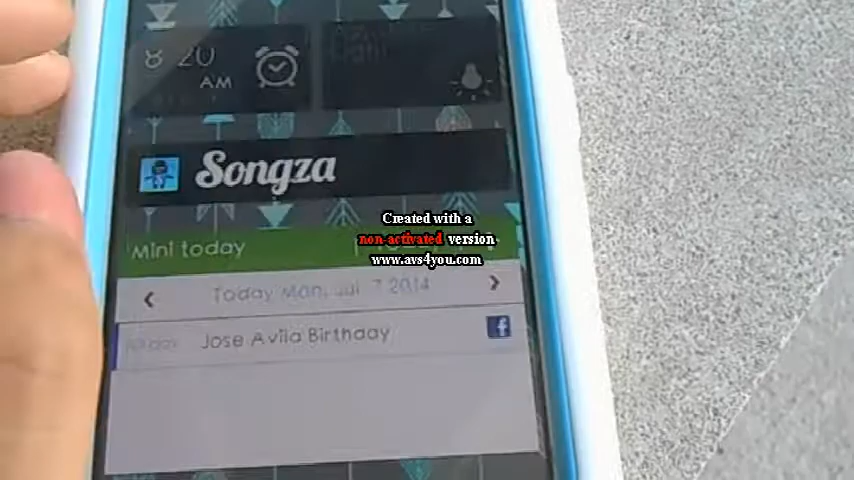 8 20
AM
Songza
Created with a
non-activated version
www.avs4you.com
Mini today
Today Mon, Jul 7 2014
Jose Avila Birthday
f